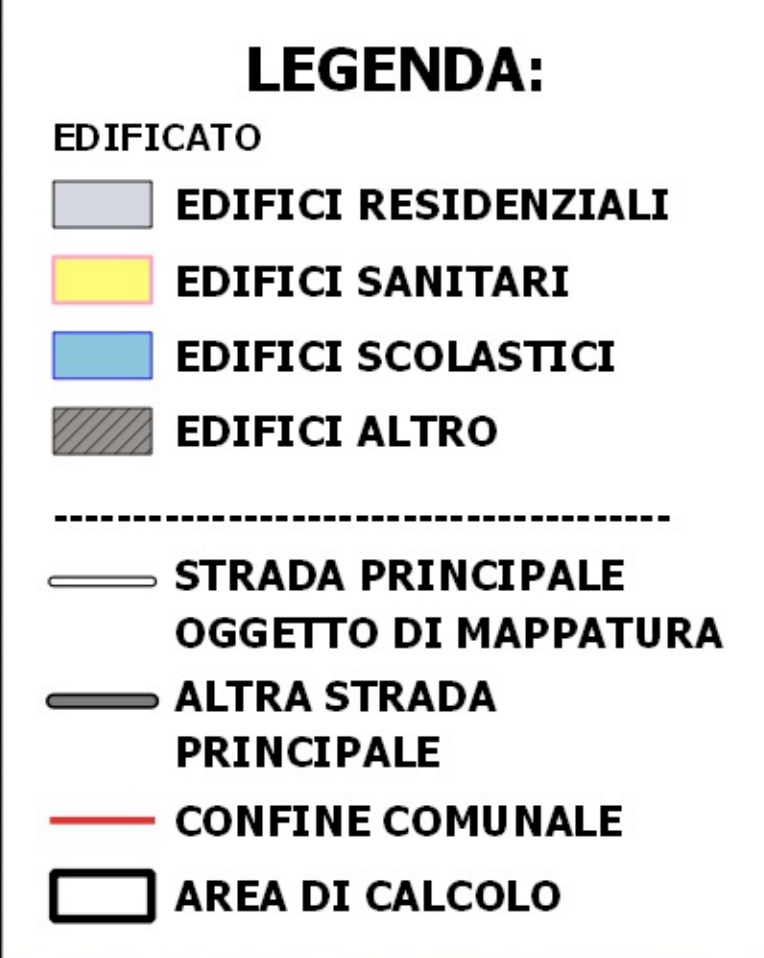 LEGENDA:
EDIFICATO
EDIFICI RESIDENZIALI
EDIFICI SANITARI
EDIFICI SCOLASTICI
EDIFICI ALTRO
STRADA PRINCIPALE
OGGETTO DI MAPPATURA
ALTRA STRADA
PRINCIPALE
CONFINE COMUNALE
AREA DI CALCOLO